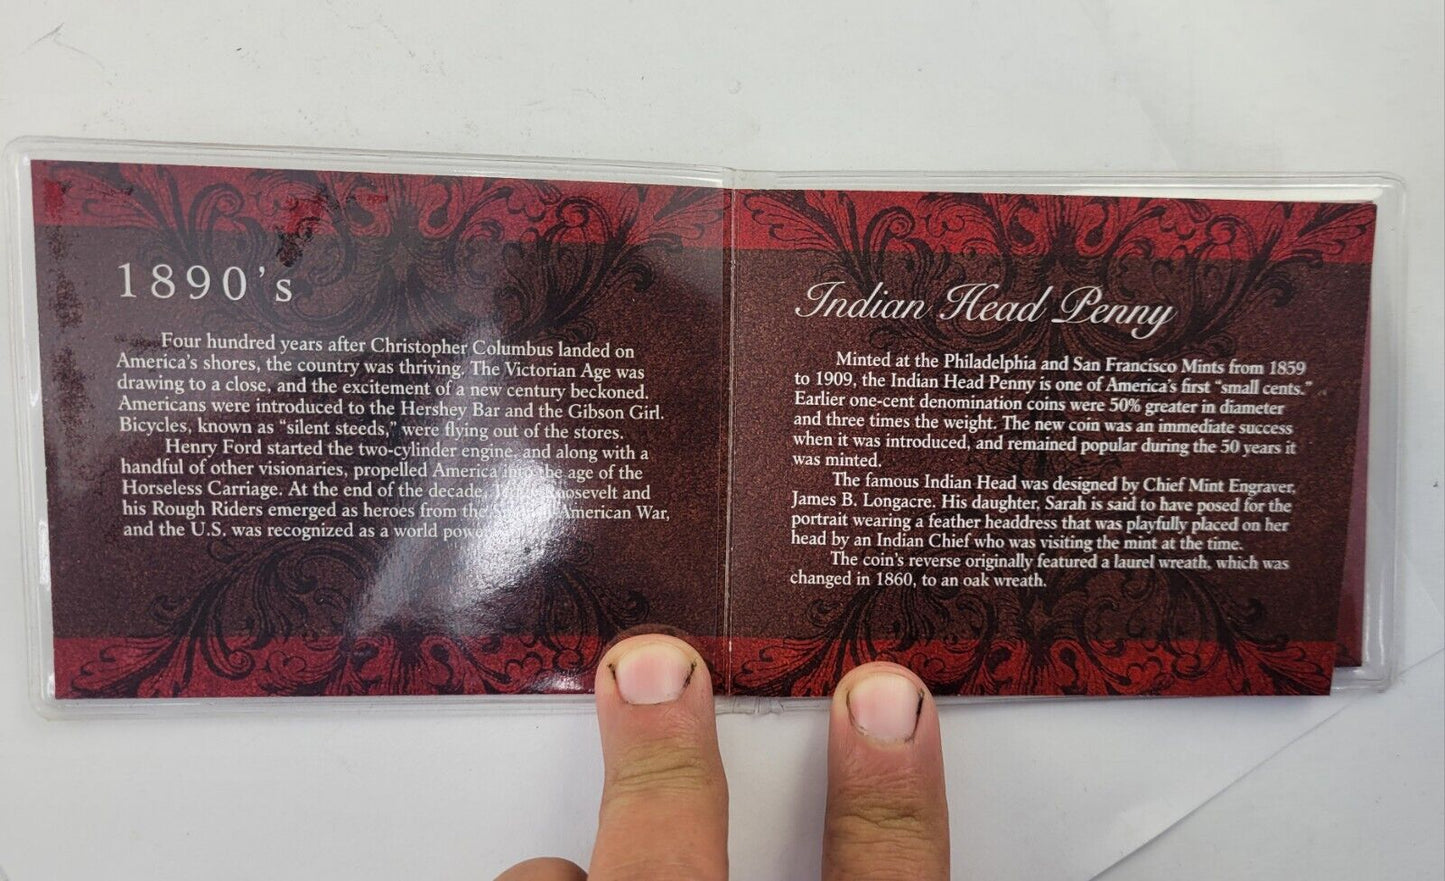 1890's
Four hundred years after Christopher Columbus landed on
America's shores, the country was thriving. The Victorian Age was
drawing to a close, and the excitement of a new century beckoned.
Americans were introduced to the Hershey Bar and the Gibson Girl.
Bicycles, known as “silent steeds,” were flying out of the stores.
Henry Ford started the two-cylinder engine, and along with a
handful of other visionaries, propelled America into the age of the
Horseless Carriage. At the end of the decade, Roosevelt and
his Rough Riders emerged as heroes from the American War,
and the U.S. was recognized as a world
Indian Head Penny
Minted at the Philadelphia and San Francisco Mints from 1859
to 1909, the Indian Head Penny is one of America's first “small cents.”
Earlier one-cent denomination coins were 50% greater in diameter
and three times the weight. The new coin was an immediate success
when it was introduced, and remained popular during the 50 years it
was minted.
The famous Indian Head was designed by Chief Mint Engraver,
James B. Longacre. His daughter, Sarah is said to have posed for the
portrait wearing a feather headdress that was playfully placed on her
head by an Indian Chief who was visiting the mint at the time.
The coin's reverse originally featured a laurel wreath, which was
changed in 1860, to an oak wreath.